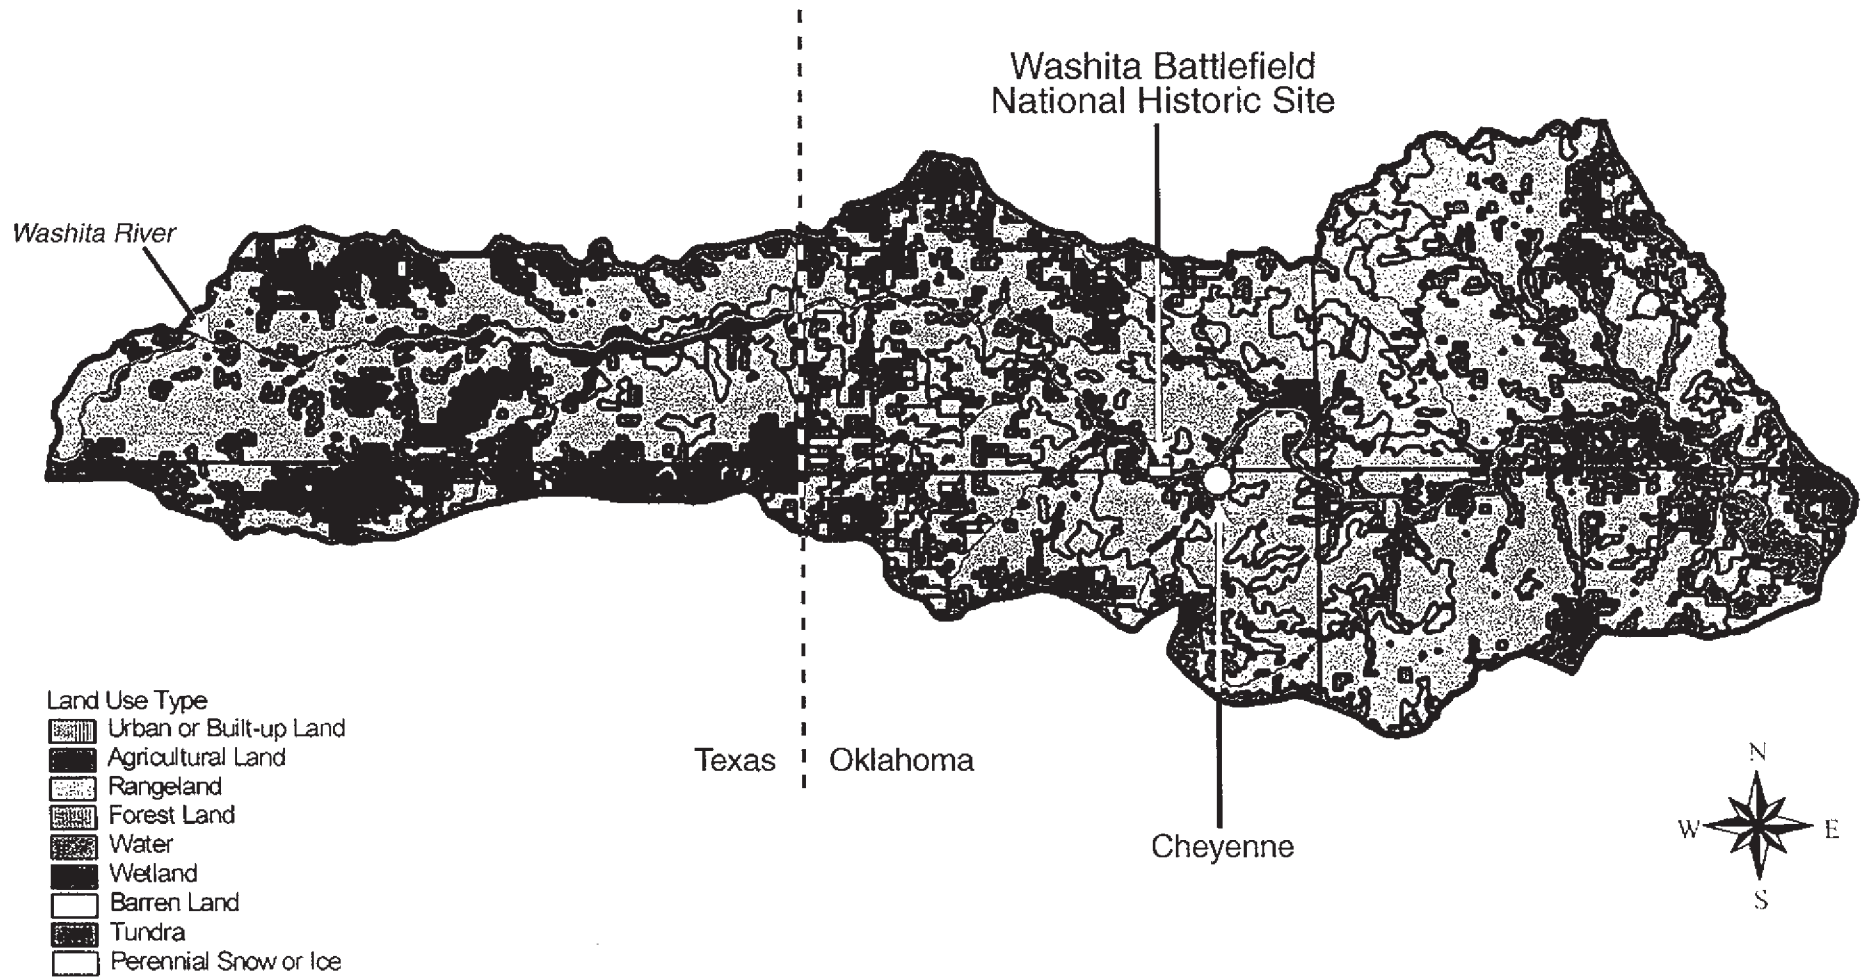 Washita Battlefield
National Historic Site
Washita River
Texas
Oklahoma
Cheyenne
Land Use Type
Urban or Built-up Land
Agricultural Land
Rangeland
Forest Land
Water
Wetland
Barren Land
Tundra
Perennial Snow or Ice
N
W
E
S